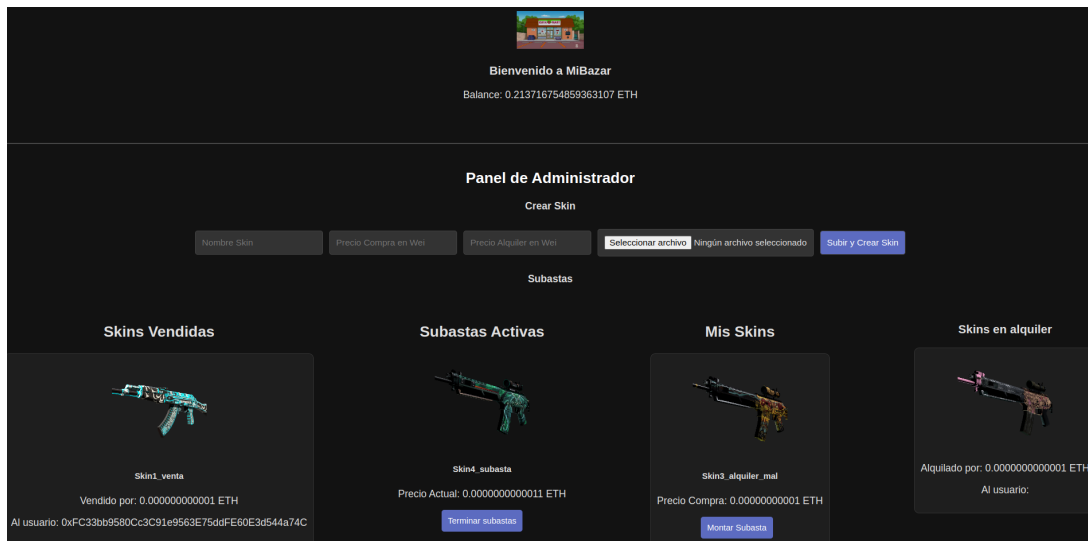 Bienvenido a MiBazar
Balance: 0.213716754859363107 ETH
Panel de Administrador
Crear Skin
Nombre Skin
Precio Compra en Wei
Precio Alquiler en Wei
Seleccionar archivo Ningún archivo seleccionado
Subir y Crear Skin
Subastas
Skins Vendidas
Skin1_venta
Vendido por: 0.000000000001 ETH
Al usuario: 0xFC33bb9580Cc3C91e9563E75ddFE60E3d544a74C
Subastas Activas
Skin4_subasta
Precio Actual: 0.0000000000011 ETH
Terminar subastas
Mis Skins
Skin3_alquiler_mal
Precio Compra: 0.00000000001 ETH
Montar Subasta
Skins en alquiler
Alquilado por: 0.0000000000001 ETH
Al usuario: